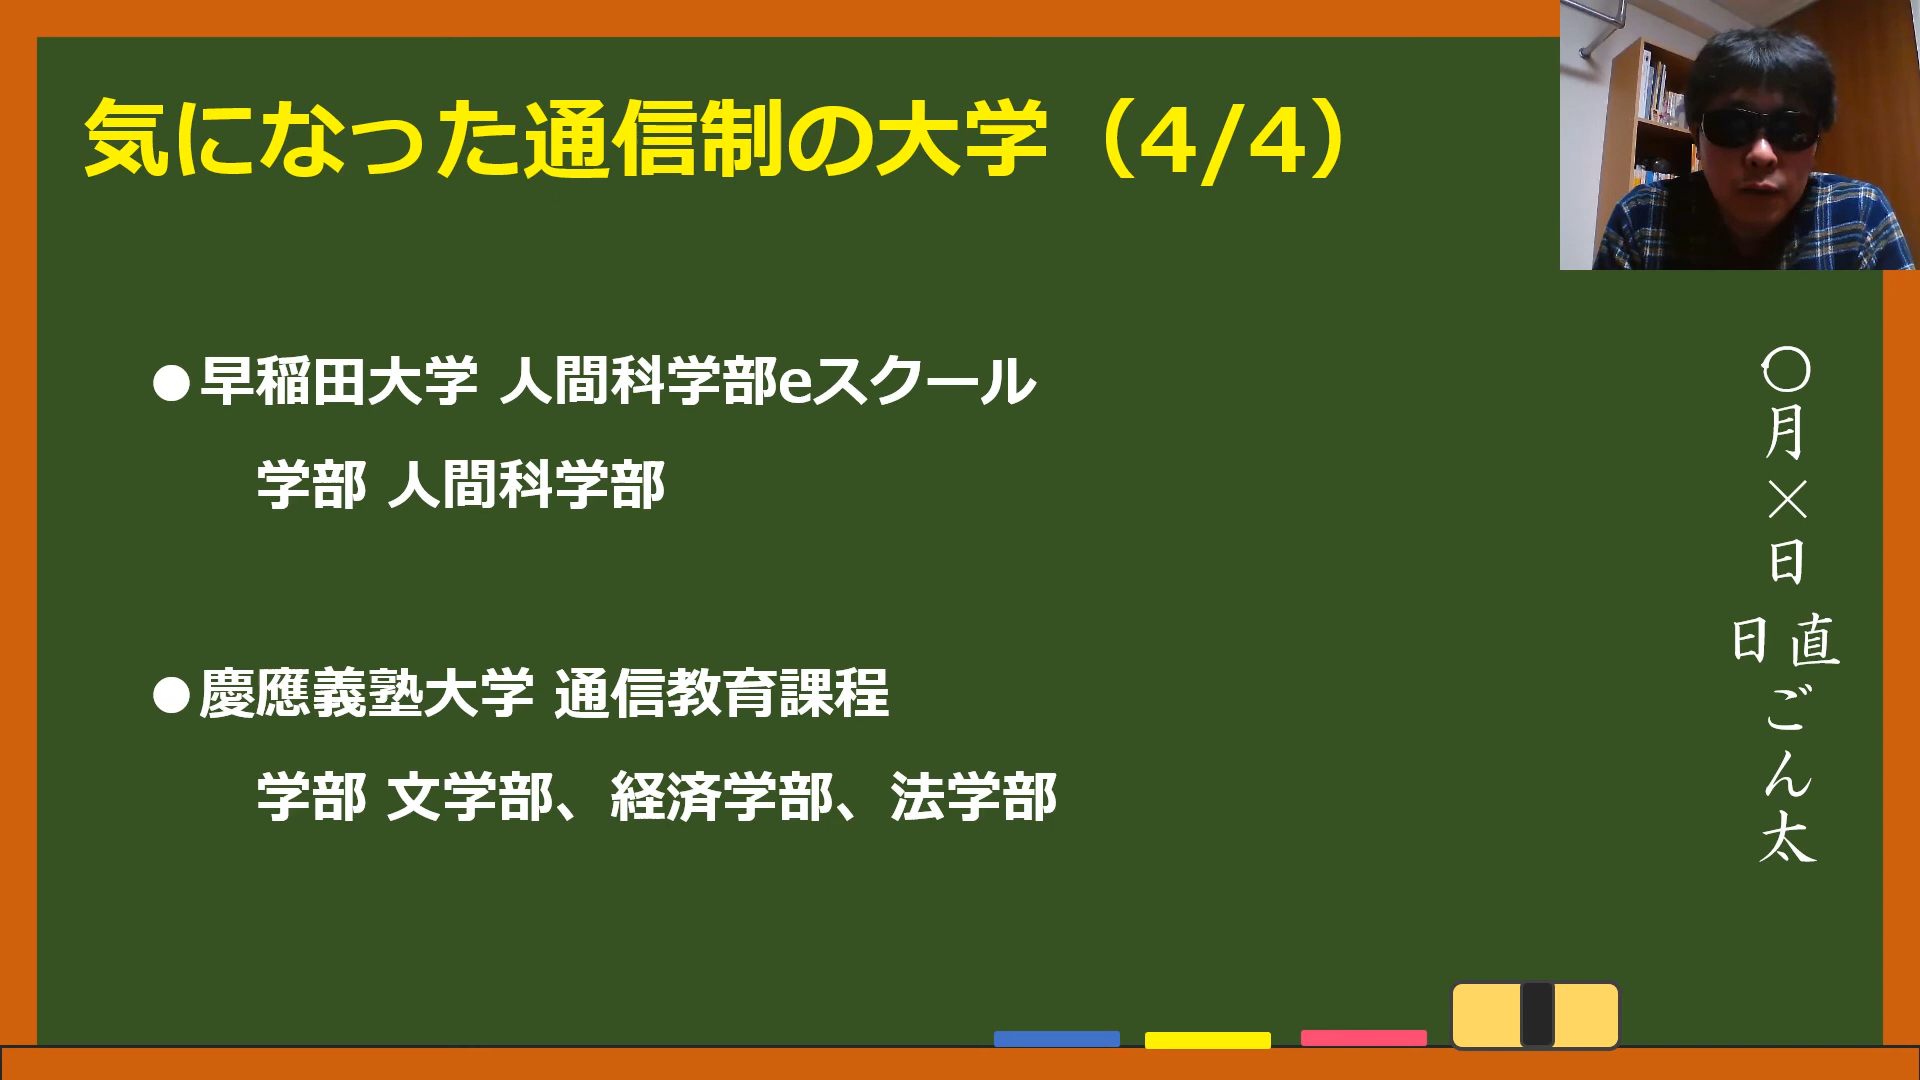 気になった通信制の大学（4/4）
●早稲田大学 人間科学部eスクール
学部 人間科学部
●慶應義塾大学 通信教育課程
学部 文学部、経済学部、法学部
〇月×日
日直
ごん太